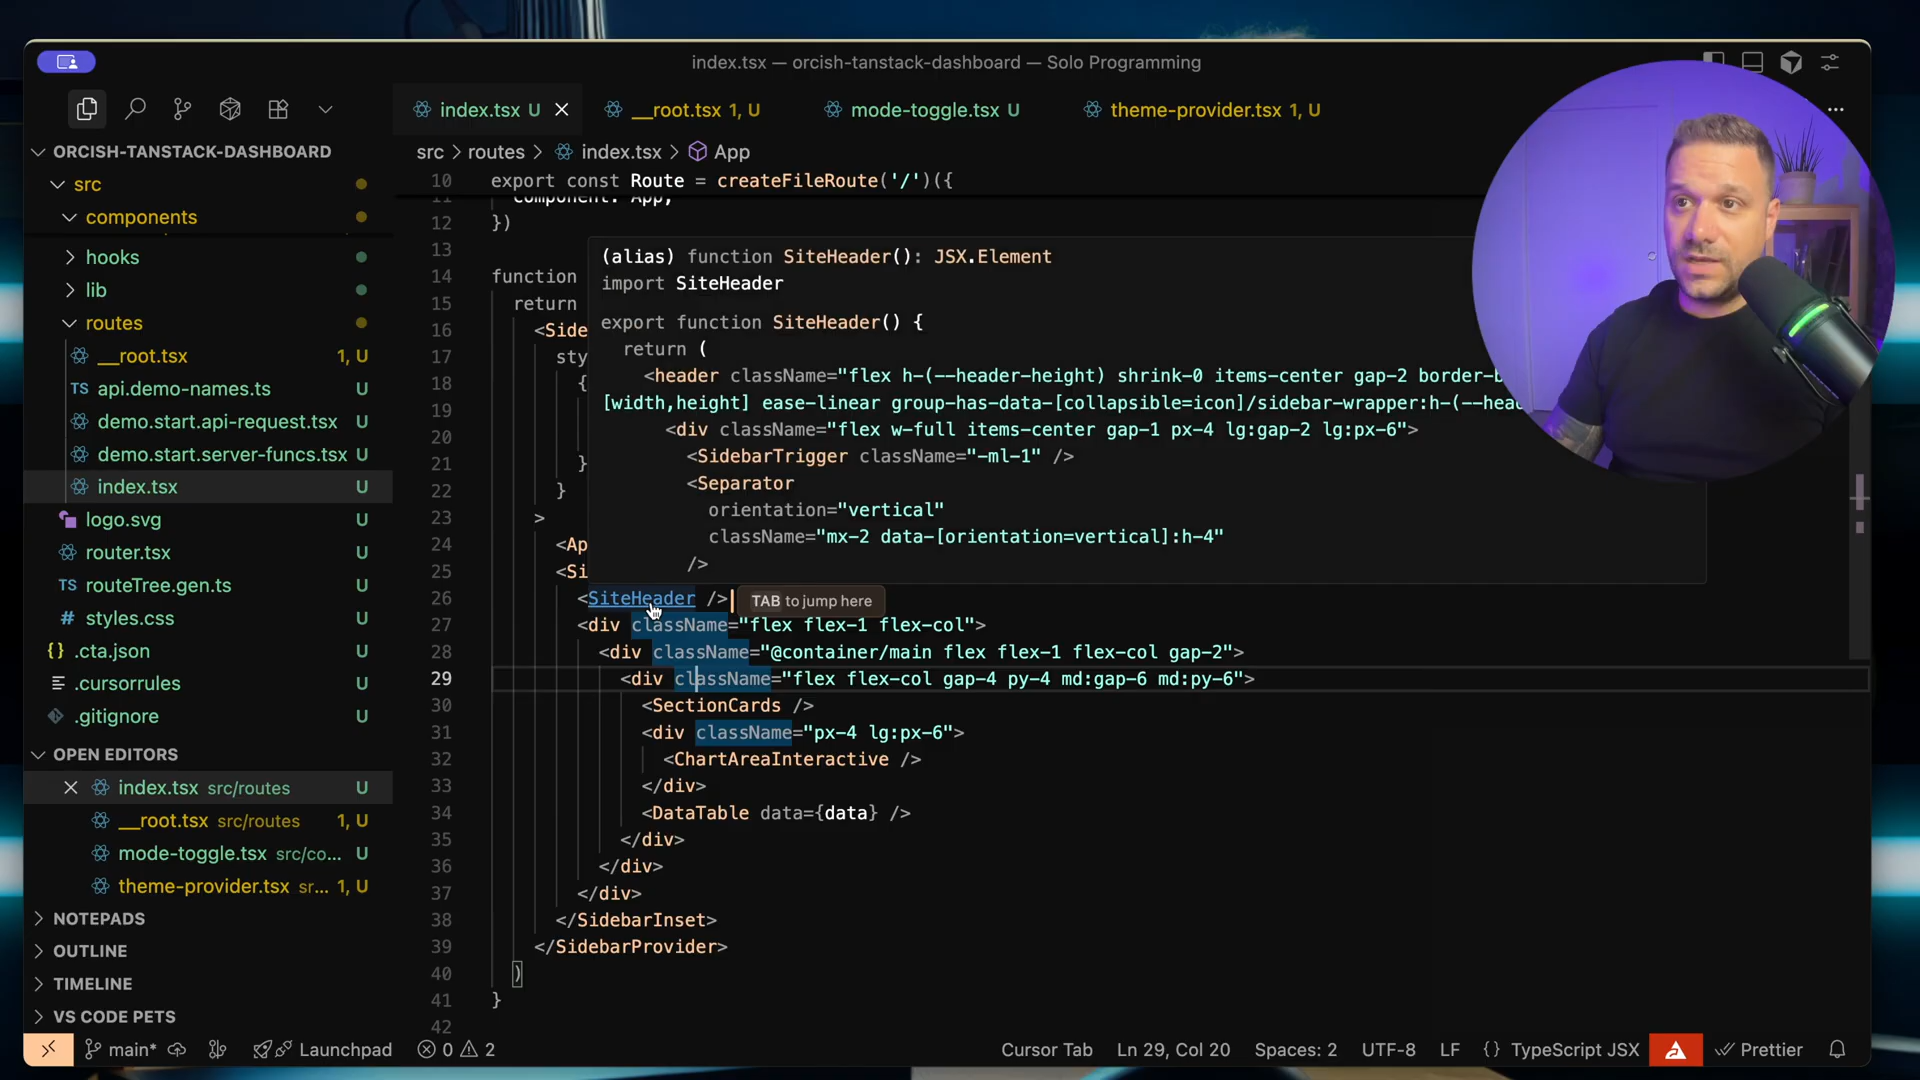 index.tsx — orcish-tanstack-dashboard — Solo Programming
index.tsx U
__root.tsx 1, U
mode-toggle.tsx U
theme-provider.tsx 1, U
ORCISH-TANSTACK-DASHBOARD
src
components
hooks
lib
routes
__root.tsx 1, U
TS api.demo-names.ts U
demo.start.api-request.tsx U
demo.start.server-funcs.tsx U
index.tsx U
logo.svg U
router.tsx U
TS routeTree.gen.ts U
# styles.css U
{} .cta.json U
.cursorrules U
.gitignore U
OPEN EDITORS
index.tsx src/routes U
__root.tsx src/routes 1, U
mode-toggle.tsx src/co... U
theme-provider.tsx sr... 1, U
NOTEPADS
OUTLINE
TIMELINE
VS CODE PETS
src > routes > index.tsx > App
10 export const Route = createFileRoute('/')({
11 component: App,
12 })
13
14 function
15 return
16 <Side
17 sty
18 {
19
20
21 }
22 }
23 >
24 <Ap
25 <Si
(alias) function SiteHeader(): JSX.Element
import SiteHeader
export function SiteHeader() {
return (
<header className="flex h-(--header-height) shrink-0 items-center gap-2
[width,height] ease-linear group-has-data-[collapsible=icon]/sidebar-wrapper:h-(--
<div className="flex w-full items-center gap-1 px-4 lg:gap-2 lg:px-6">
<SidebarTrigger className="-ml-1" />
<Separator
orientation="vertical"
className="mx-2 data-[orientation=vertical]:h-4"
/>
26 <SiteHeader /> TAB to jump here
27 <div className="flex flex-1 flex-col">
28 <div className="@container/main flex flex-1 flex-col gap-2">
29 <div className="flex flex-col gap-4 py-4 md:gap-6 md:py-6">
30 <SectionCards />
31 <div className="px-4 lg:px-6">
32 <ChartAreaInteractive />
33 </div>
34 <DataTable data={data} />
35 </div>
36 </div>
37 </div>
38 </SidebarInset>
39 </SidebarProvider>
40 )
41 }
42
main* Launchpad 0 2 Cursor Tab Ln 29, Col 20 Spaces: 2 UTF-8 LF {} TypeScript JSX Prettier